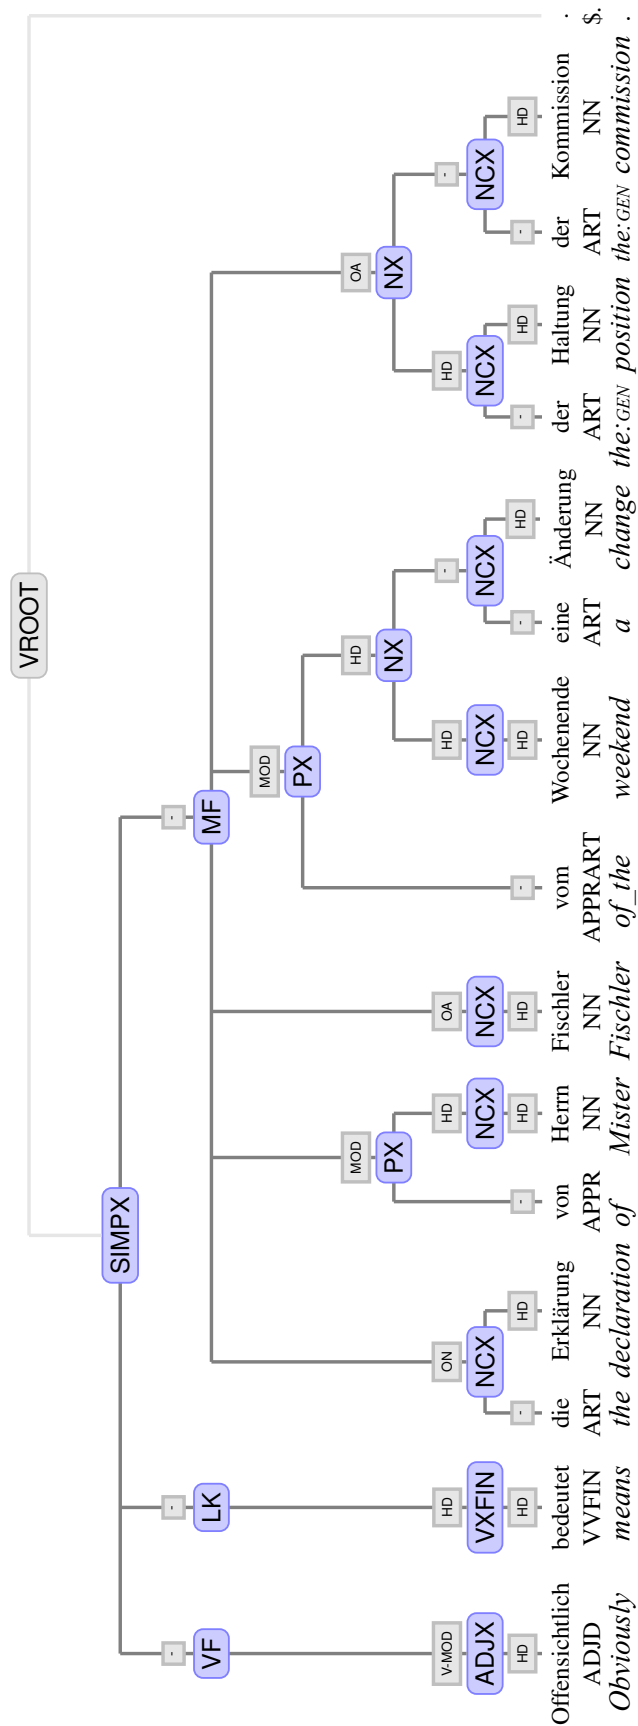 VROOT
SIMPX
- - -
VF LK MF
MOD
PX
MOD HD OA
PX NX NX
V-MOD HD ON HD OA HD - HD -
ADJX VXFIN NCX NCX NCX NCX NCX NCX NCX
HD HD - HD - HD HD - HD - HD - HD - HD
Offensichtlich bedeutet die Erklärung von Herrn Fischler vom Wochenende eine Änderung der Haltung der Kommission .
ADJD VVFIN ART NN APPR NN NN APPRART NN ART NN ART NN ART NN $.
Obviously means the declaration of Mister Fischler of_the weekend a change the:GEN position the:GEN commission .